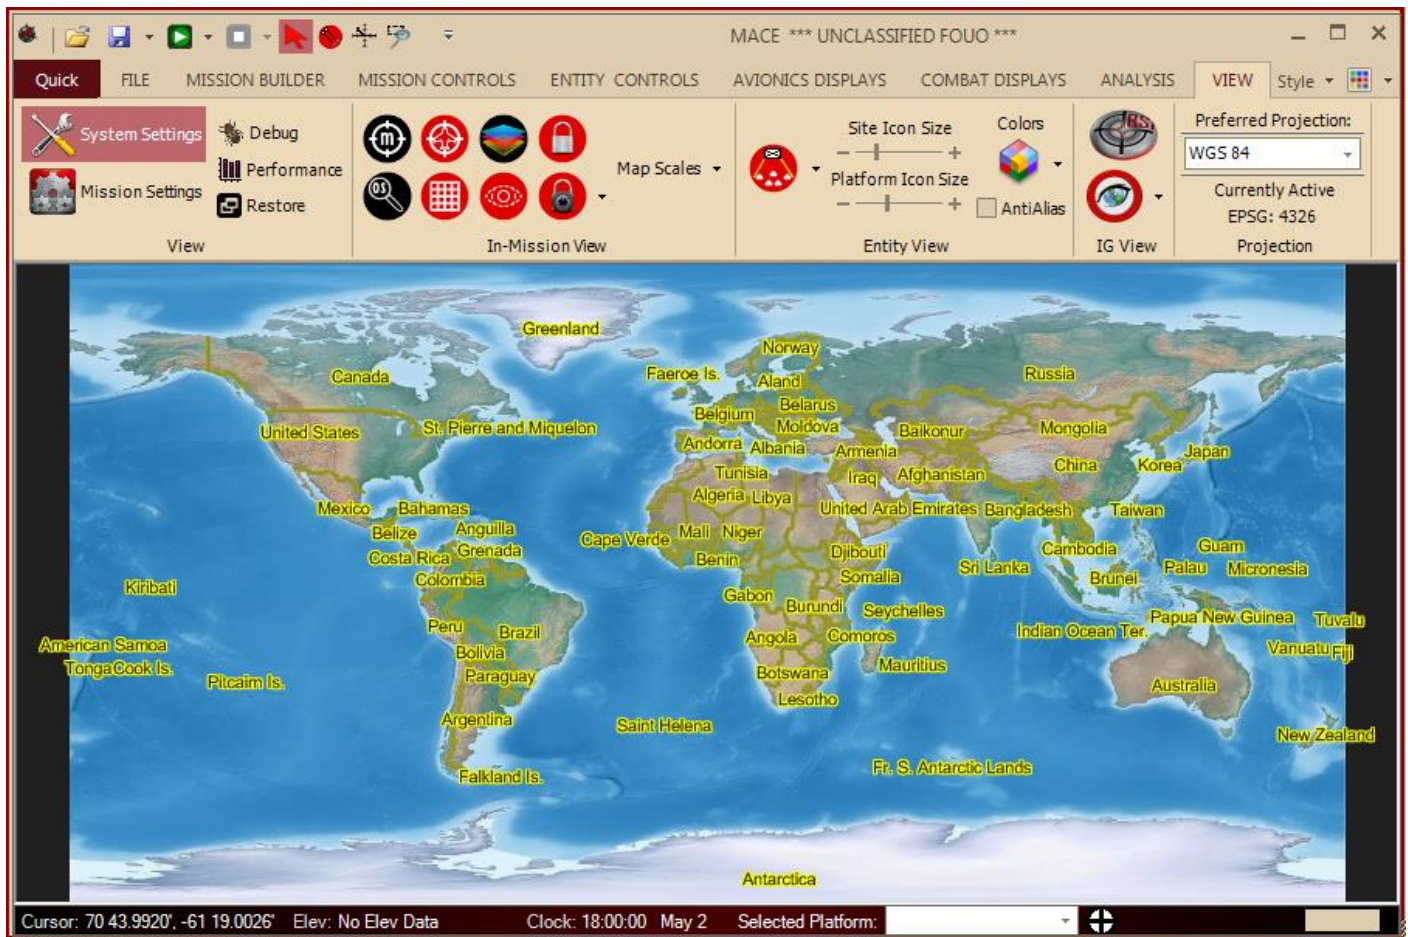 MACE *** UNCLASSIFIED FOUO ***
Quick FILE MISSION BUILDER MISSION CONTROLS ENTITY CONTROLS AVIONICS DISPLAYS COMBAT DISPLAYS ANALYSIS VIEW Style
System Settings
Mission Settings
Debug
Performance
Restore
View
m
OS
Map Scales
In-Mission View
Site Icon Size
Platform Icon Size
Colors
AntiAlias
Entity View
IG View
Preferred Projection:
WGS 84
Currently Active
EPSG: 4326
Projection
Greenland
Norway
Canada
Faeroe Is.
Aland
Russia
Belgium
Belarus
United States
St. Pierre and Miquelon
Moldova
Baikonur
Mongolia
Andorra
Albania
Armenia
Japan
Tunisia
Iraq
Afghanistan
China
Korea
Algeria
Libya
Mexico
Bahamas
United Arab Emirates
Bangladesh
Taiwan
Belize
Anguilla
Cape Verde
Mali
Niger
Costa Rica
Grenada
Benin
Djibouti
Cambodia
Guam
Colombia
Somalia
Sri Lanka
Brunei
Palau
Micronesia
Kiribati
Gabon
Burundi
Seychelles
Peru
Brazil
Angola
Comoros
Indian Ocean Ter.
Papua New Guinea
Tuvalu
American Samoa
Bolivia
Vanuatu
Fiji
Tonga
Cook Is.
Pitcairn Is.
Paraguay
Botswana
Mauritius
Australia
Lesotho
Argentina
Saint Helena
New Zealand
Falkland Is.
Fr. S. Antarctic Lands
Antarctica
Cursor: 70 43.9920', -61 19.0026' Elev: No Elev Data Clock: 18:00:00 May 2 Selected Platform: